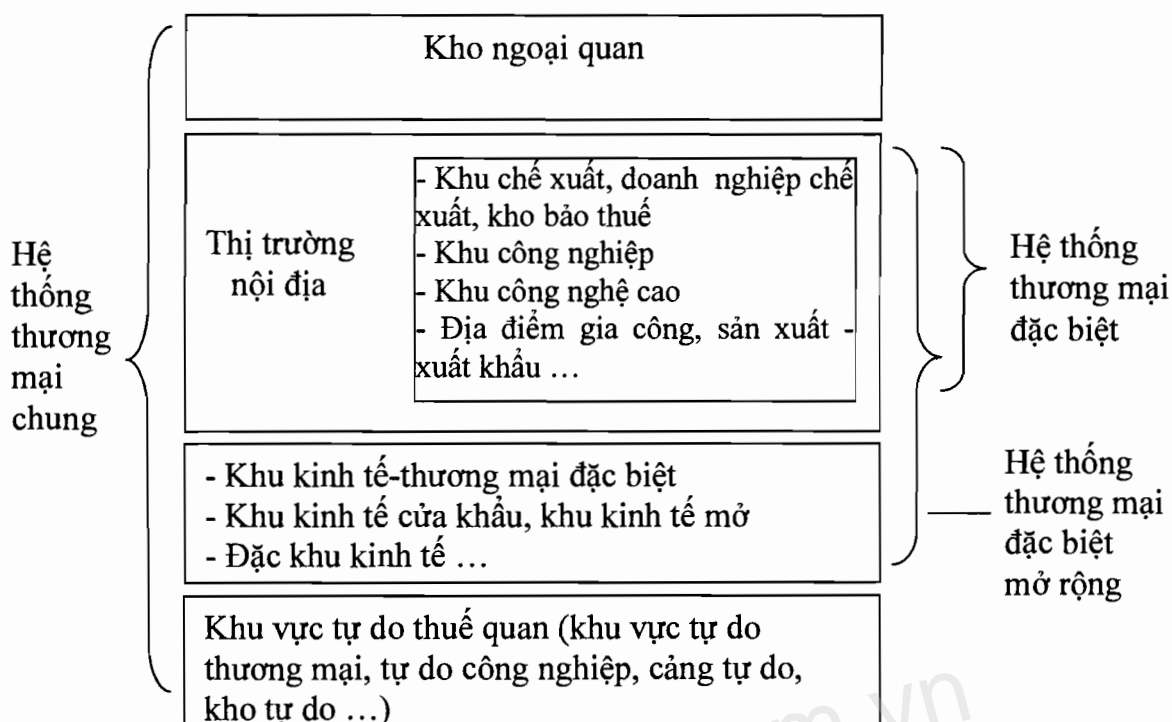 Kho ngoại quan
Hệ
thống
thương
mại
chung
Thị trường
nội địa
- Khu chế xuất, doanh nghiệp chế
xuất, kho bảo thuế
- Khu công nghiệp
- Khu công nghệ cao
- Địa điểm gia công, sản xuất -
xuất khẩu ...
Hệ thống
thương mại
đặc biệt
- Khu kinh tế-thương mại đặc biệt
- Khu kinh tế cửa khẩu, khu kinh tế mở
- Đặc khu kinh tế ...
Hệ thống
thương mại
đặc biệt
mở rộng
Khu vực tự do thuế quan (khu vực tự do
thương mại, tự do công nghiệp, cảng tự do,
kho tự do ...)